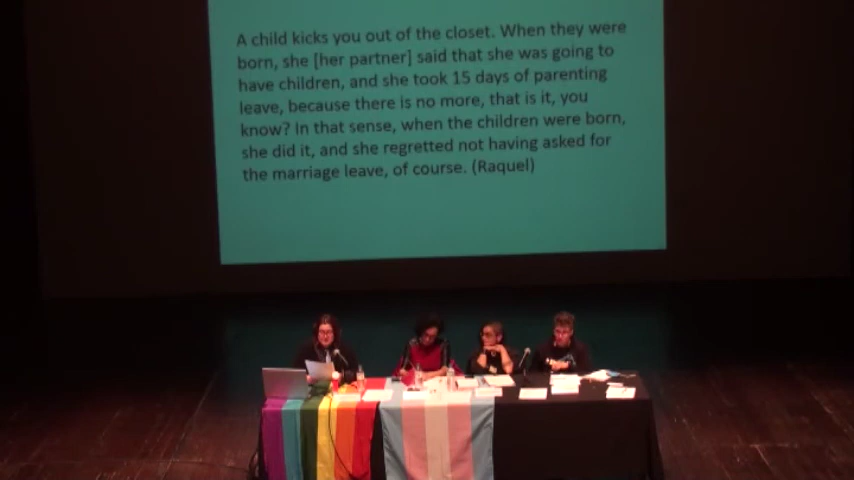 A child kicks you out of the closet. When they were
born, she [her partner] said that she was going to
have children, and she took 15 days of parenting
leave, because there is no more, that is it, you
know? In that sense, when the children were born,
she did it, and she regretted not having asked for
the marriage leave, of course. (Raquel)